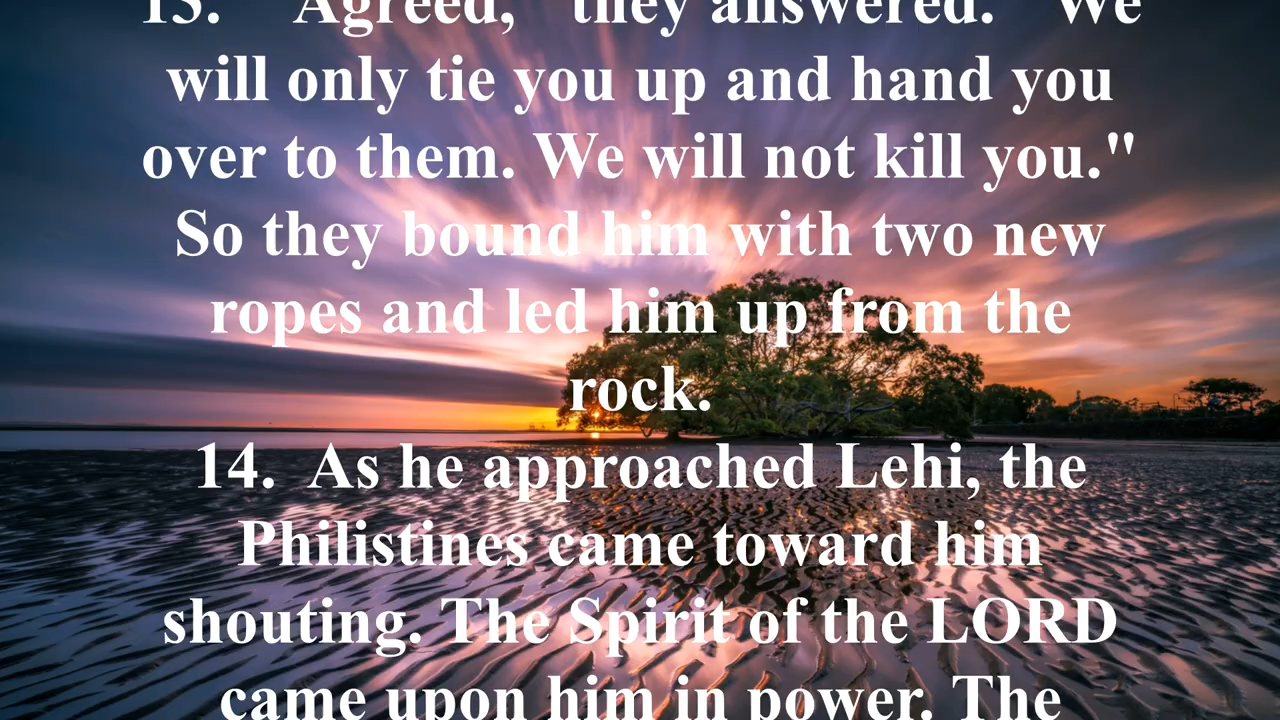 13. "Agreed," they answered. "We
will only tie you up and hand you
over to them. We will not kill you."
So they bound him with two new
ropes and led him up from the
rock.
14. As he approached Lehi, the
Philistines came toward him
shouting. The Spirit of the LORD
came upon him in power. The